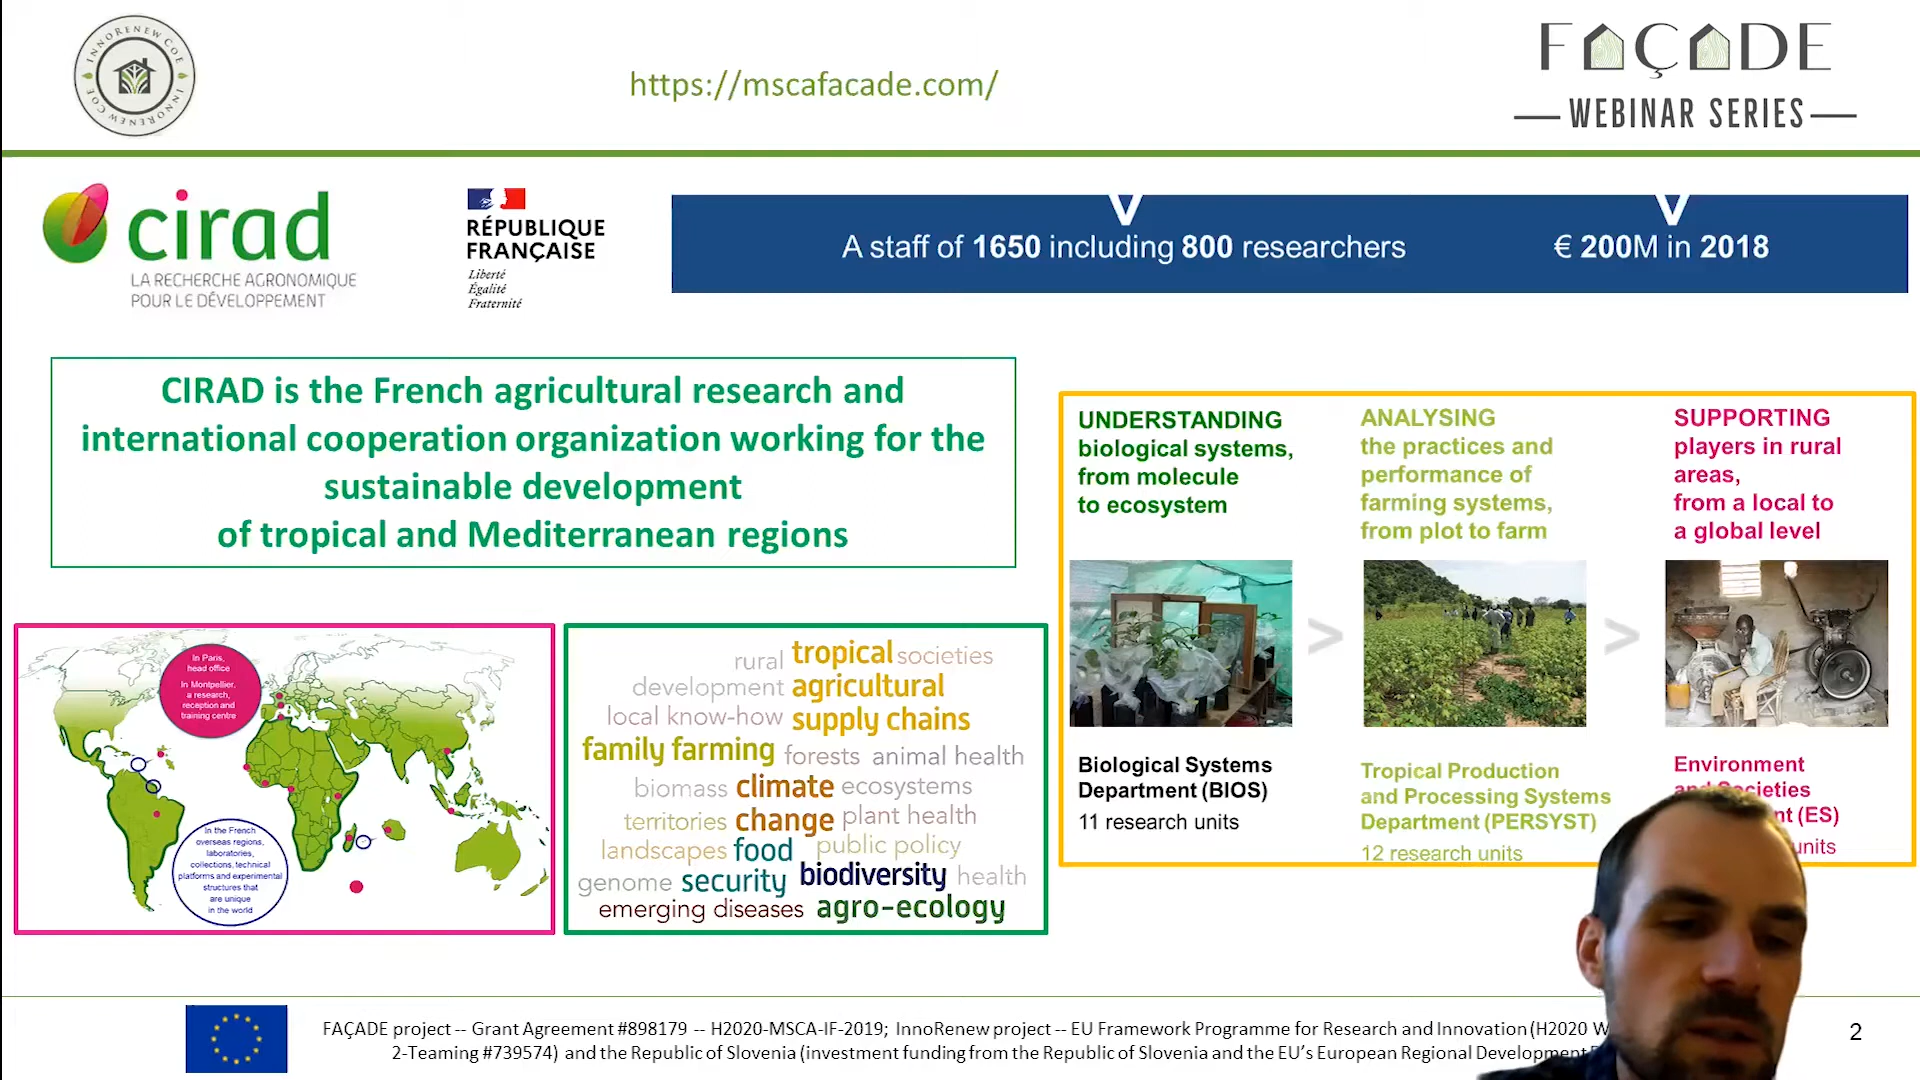 INNORENEW COE
INNORENEW COE
https://mscafacade.com/
FAÇADE
WEBINAR SERIES
cirad
LA RECHERCHE AGRONOMIQUE
POUR LE DÉVELOPPEMENT
RÉPUBLIQUE
FRANÇAISE
Liberté
Égalité
Fraternité
A staff of 1650 including 800 researchers
€ 200M in 2018
CIRAD is the French agricultural research and
international cooperation organization working for the
sustainable development
of tropical and Mediterranean regions
UNDERSTANDING
biological systems,
from molecule
to ecosystem
ANALYSING
the practices and
performance of
farming systems,
from plot to farm
SUPPORTING
players in rural
areas,
from a local to
a global level
>
>
Biological Systems
Department (BIOS)
11 research units
Tropical Production
and Processing Systems
Department (PERSYST)
12 research units
Environment
and Societies
(ES)
units
In Paris,
head office
In Montpellier,
a research,
reception and
training centre
In the French
overseas regions,
laboratories,
collections, technical
platforms and experimental
structures that
are unique
in the world
rural tropical societies
development agricultural
local know-how supply chains
family farming forests animal health
biomass climate ecosystems
territories change plant health
landscapes food public policy
genome security biodiversity health
emerging diseases agro-ecology
FAÇADE project -- Grant Agreement #898179 -- H2020-MSCA-IF-2019; InnoRenew project -- EU Framework Programme for Research and Innovation (H2020
2-Teaming #739574) and the Republic of Slovenia (investment funding from the Republic of Slovenia and the EU's European Regional Development
2